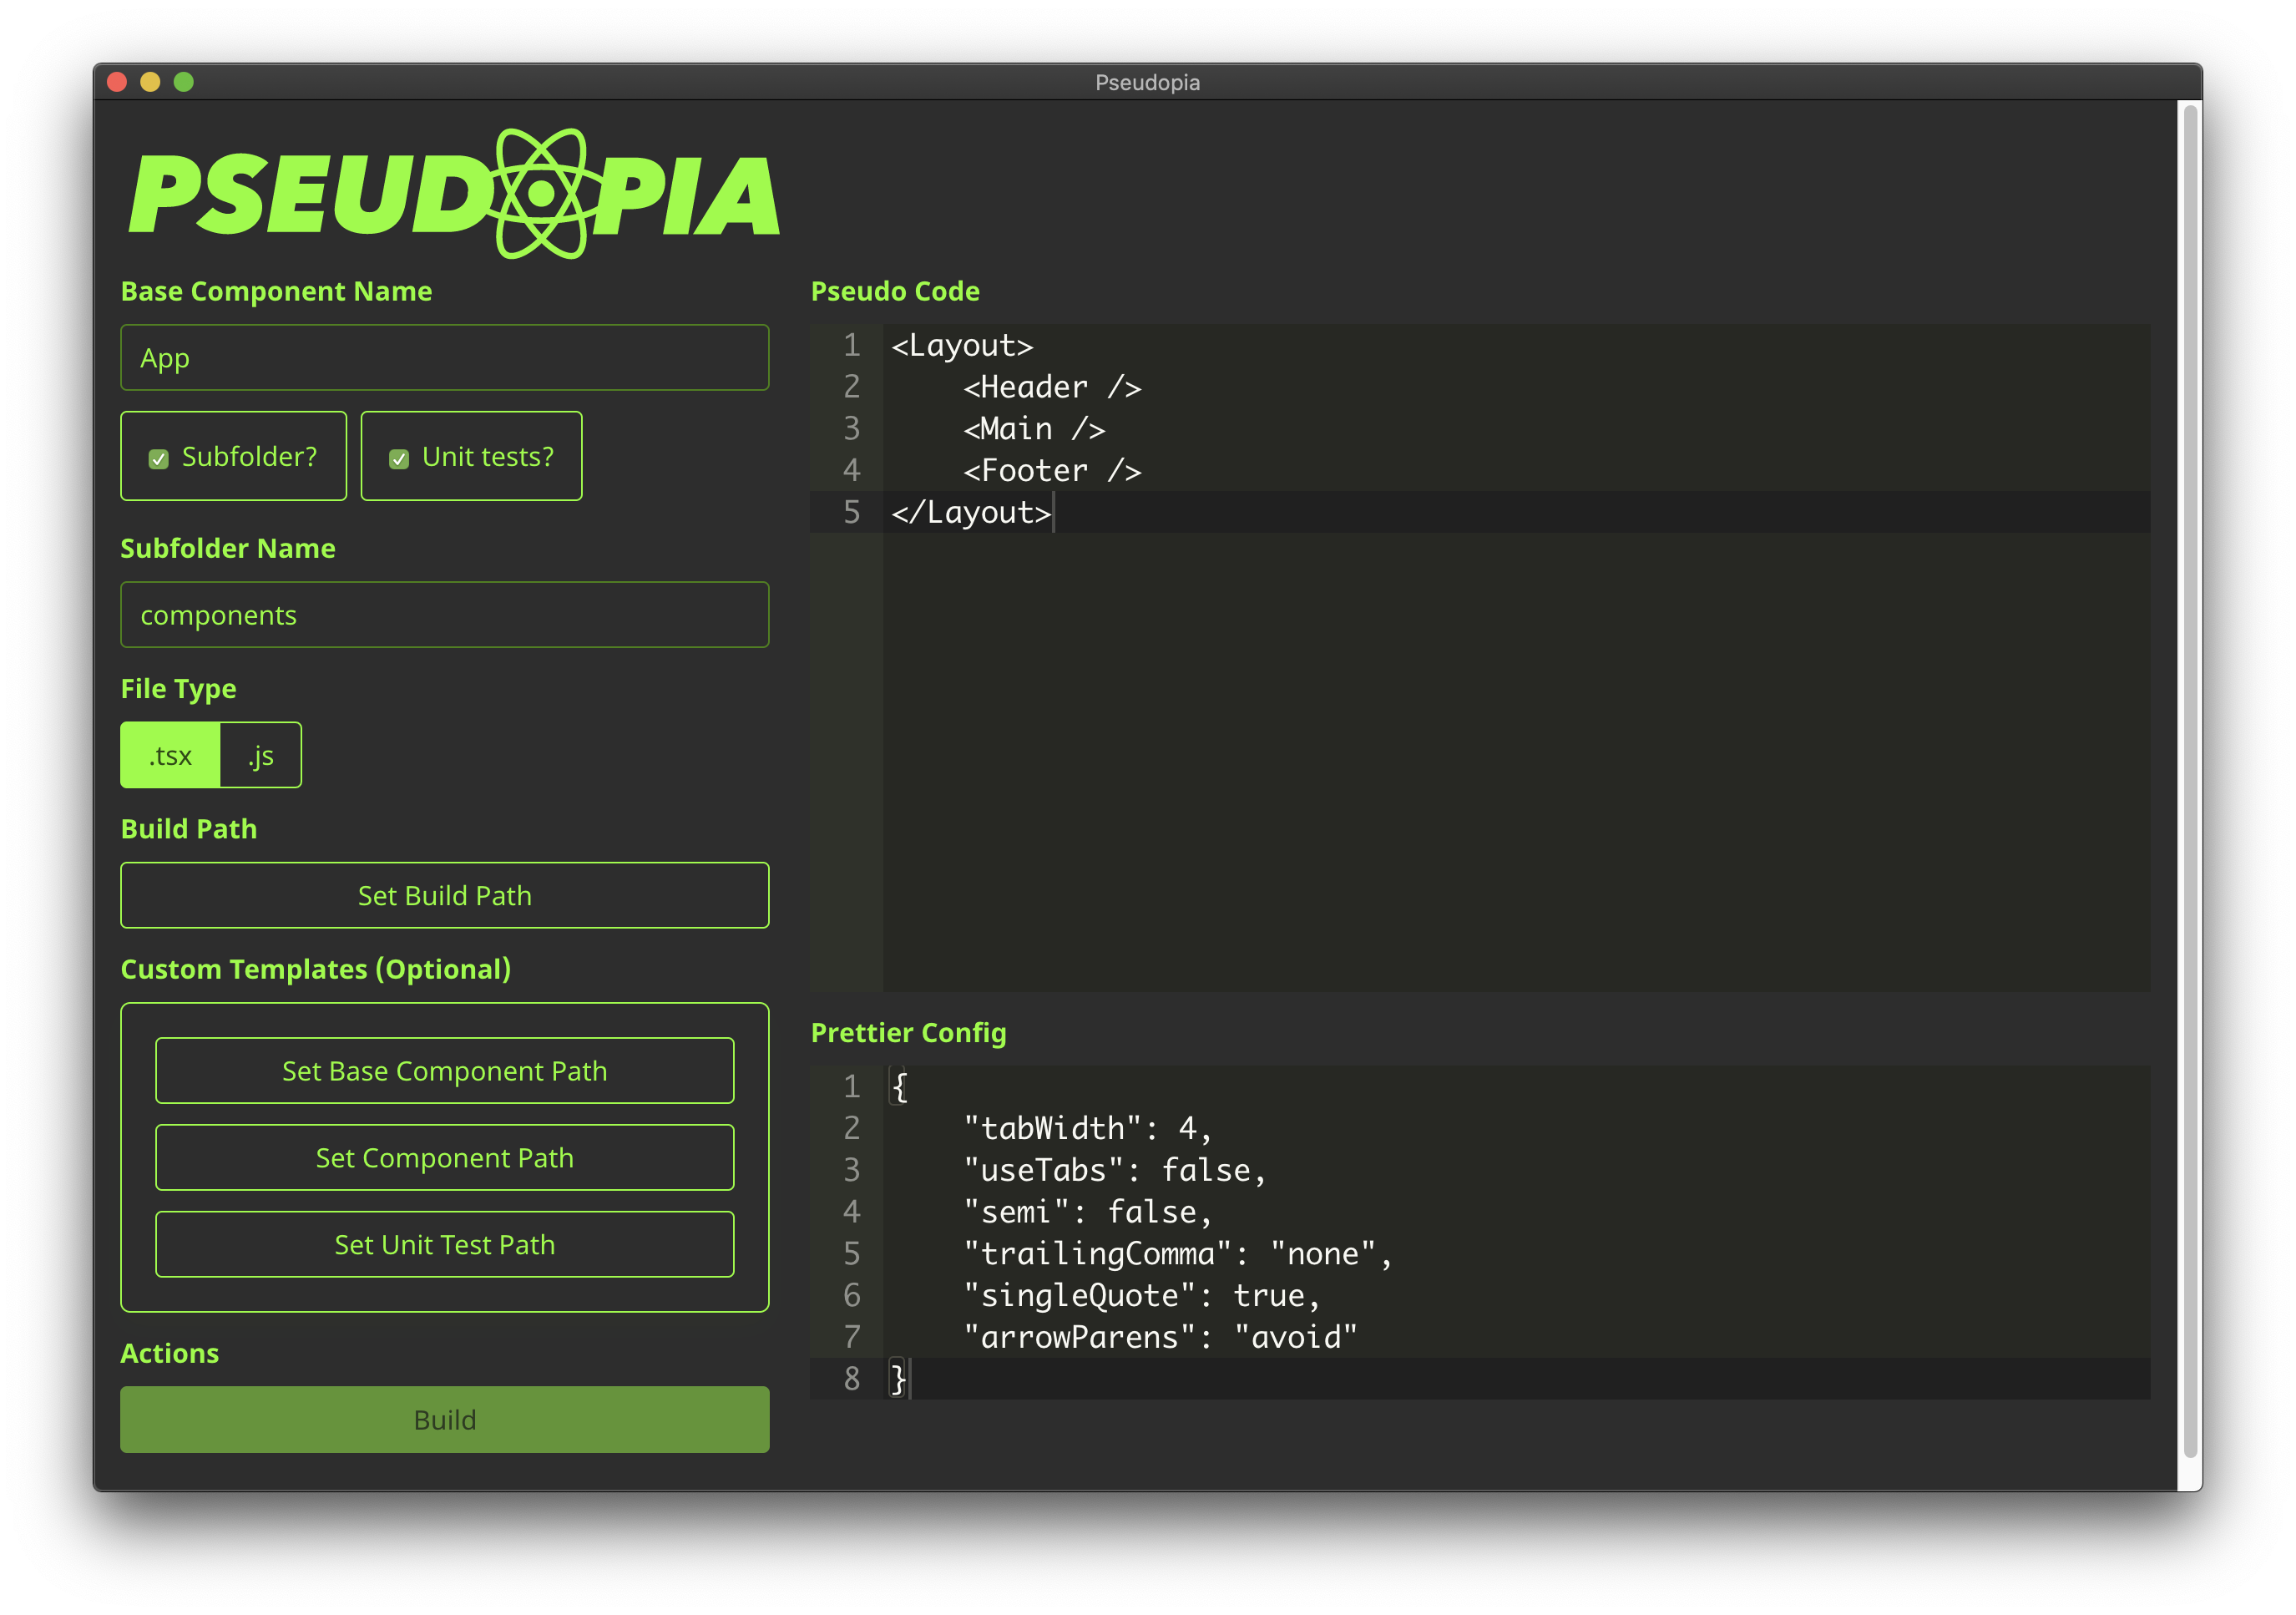 Pseudopia
PSEUDOPIA
Base Component Name
App
Subfolder? Unit tests?
Subfolder Name
components
File Type
.tsx .js
Build Path
Set Build Path
Custom Templates (Optional)
Set Base Component Path
Set Component Path
Set Unit Test Path
Actions
Build
Pseudo Code
1 <Layout>
2     <Header />
3     <Main />
4     <Footer />
5 </Layout>
Prettier Config
1 {
2     "tabWidth": 4,
3     "useTabs": false,
4     "semi": false,
5     "trailingComma": "none",
6     "singleQuote": true,
7     "arrowParens": "avoid"
8 }